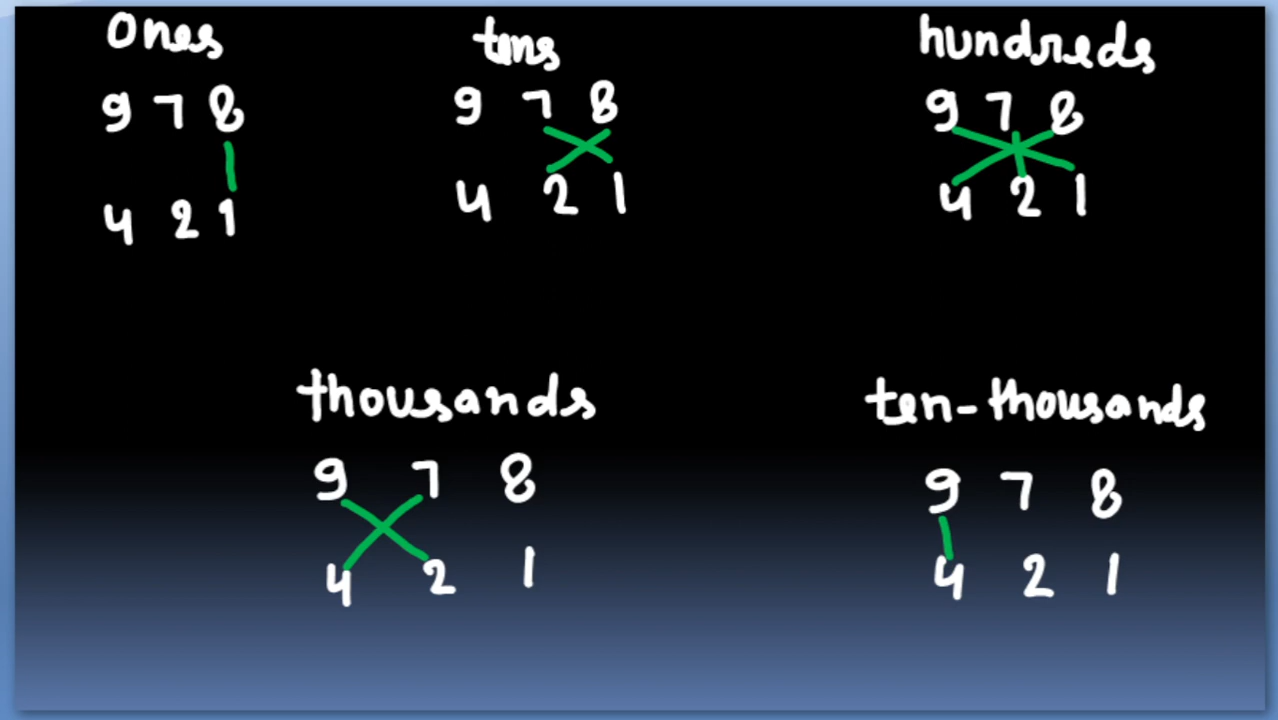 ones
9 7 8
4 2 1
tens
9 7 8
4 2 1
hundreds
9 7 8
4 2 1
thousands
9 7 8
4 2 1
ten-thousands
9 7 8
4 2 1